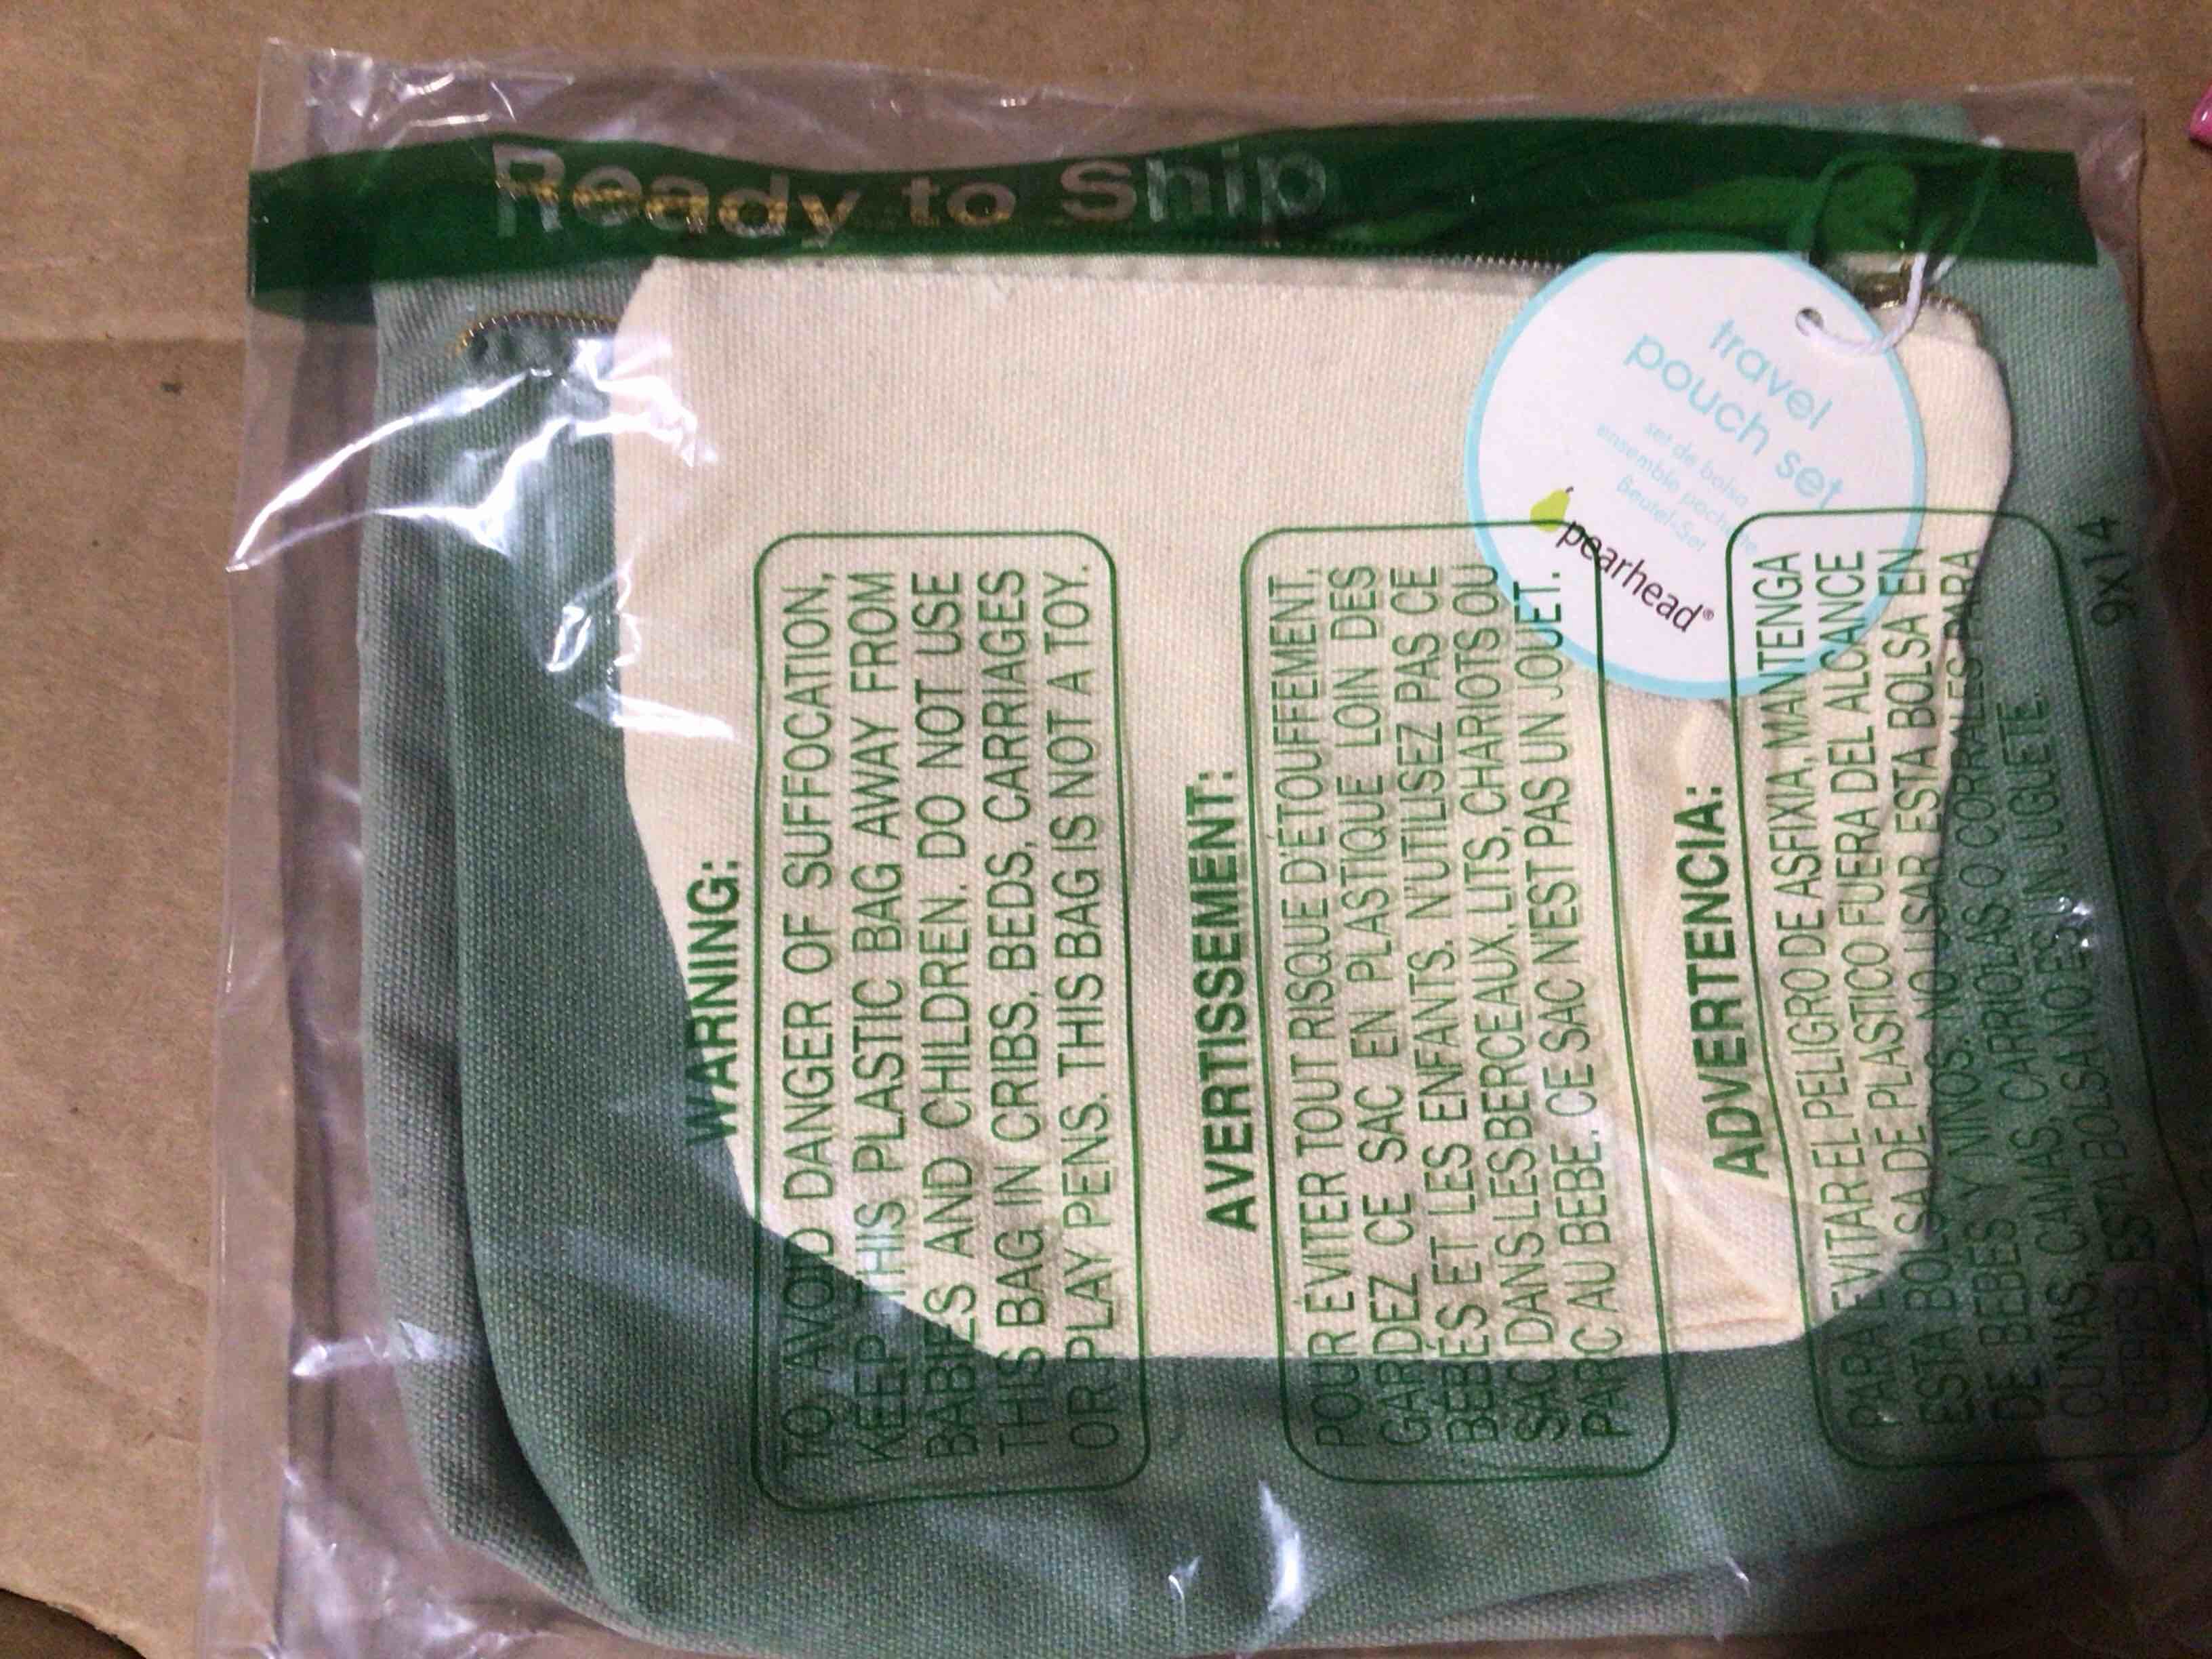 Ready to Ship
travel
pouch set
set de bolsa
ensemble pochette
Beutel-Set
pearhead®
WARNING:
TO AVOID DANGER OF SUFFOCATION,
KEEP THIS PLASTIC BAG AWAY FROM
BABIES AND CHILDREN. DO NOT USE
THIS BAG IN CRIBS, BEDS, CARRIAGES
OR PLAY PENS. THIS BAG IS NOT A TOY.
AVERTISSEMENT:
POUR ÉVITER TOUT RISQUE D'ETOUFFEMENT,
GARDEZ CE SAC EN PLASTIQUE LOIN DES
BEBÉS ET LES ENFANTS. N'UTILISEZ PAS CE
SAC DANS LES BERCEAUX, LITS, CHARIOTS OU
PARC AU BEBE. CE SAC N'EST PAS UN JOUET.
ADVERTENCIA:
PARA EVITAR EL PELIGRO DE ASFIXIA, MANTENGA
ESTA BOLSA DE PLASTICO FUERA DEL ALCANCE
DE BEBES Y NINOS. NO USAR ESTA BOLSA EN
CUNAS, CAMAS, CARRIOLAS O CORRALES PARA
BEBES. ESTA BOLSA NO ES UN JUGUETE.
9X14